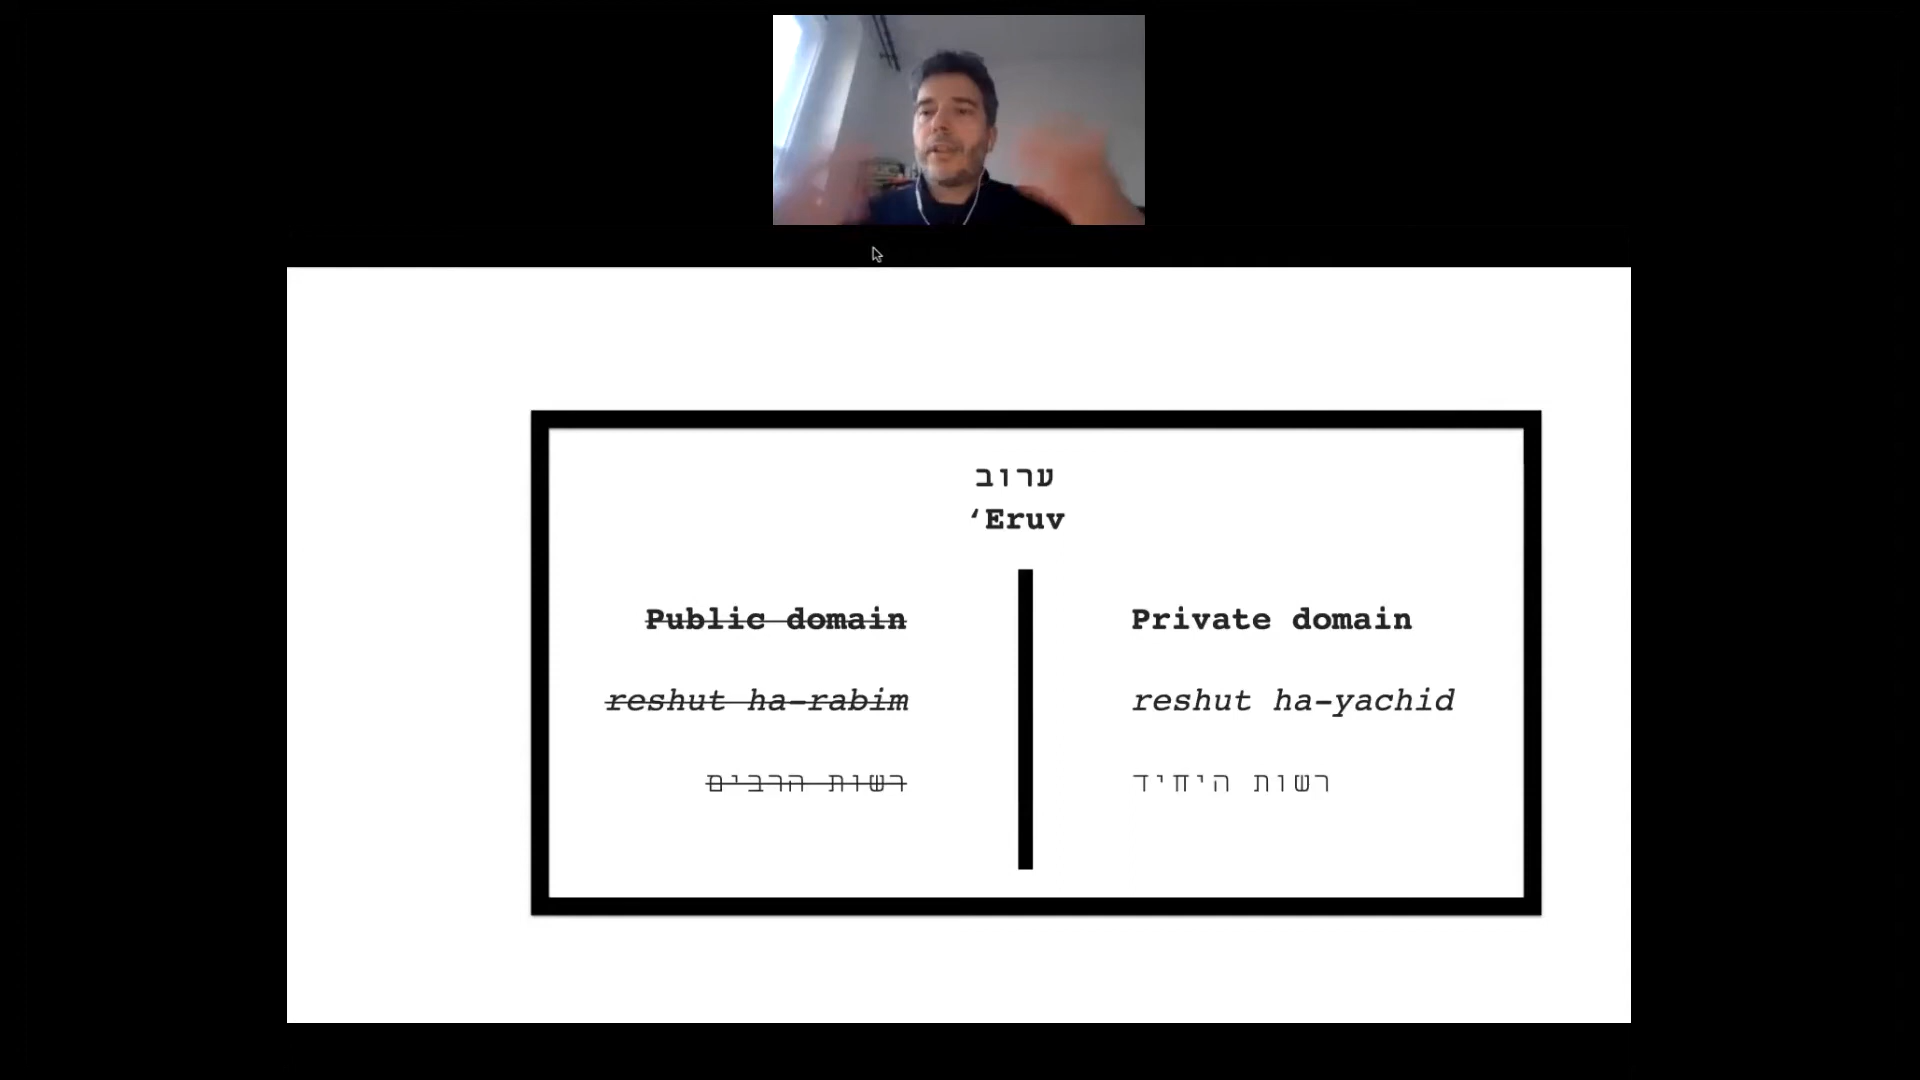 ערוב
‘Eruv
Public domain
reshut ha-rabim
רשות הרבים
Private domain
reshut ha-yachid
רשות היחיד